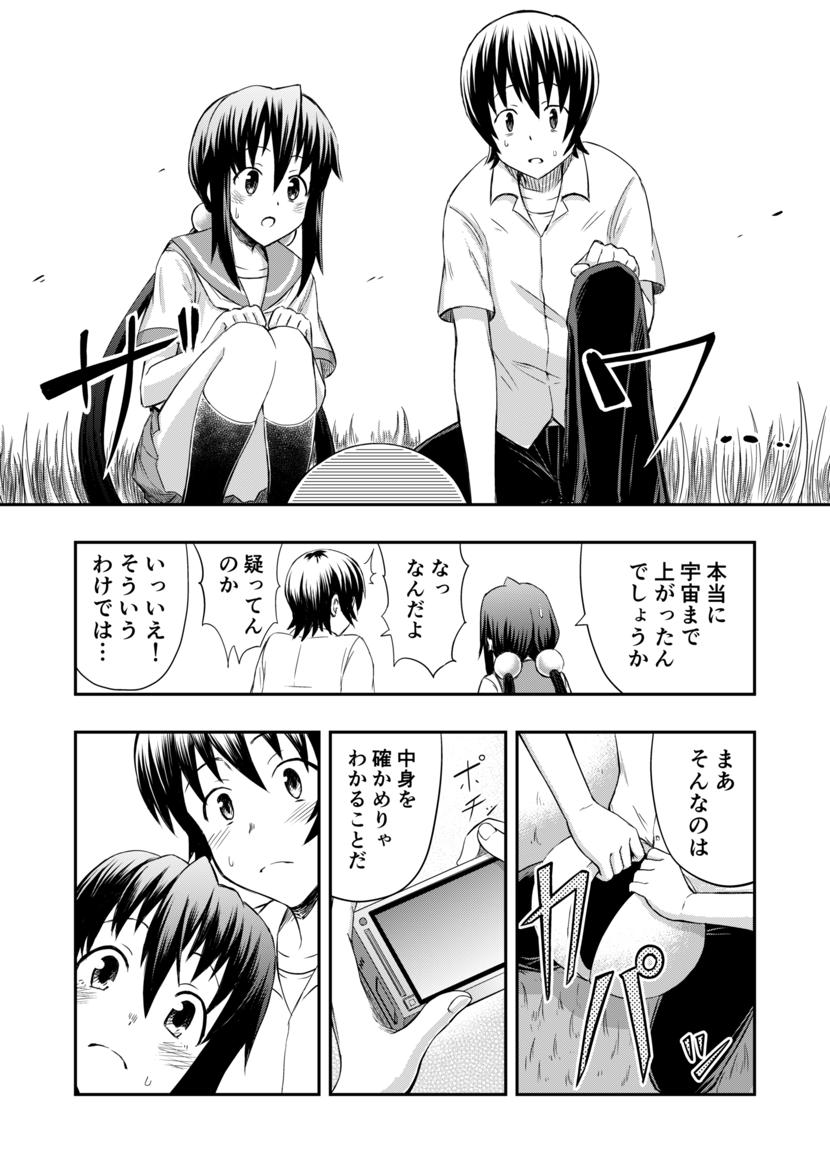 ザワ…
本当に
宇宙まで
上がったん
でしょうか
なっ
なんだよ
疑ってん
のか
いっいえ！
そういう
わけでは…
まあ
そんなのは
カパッ
ポチッ
中身を
確かめりゃ
わかることだ